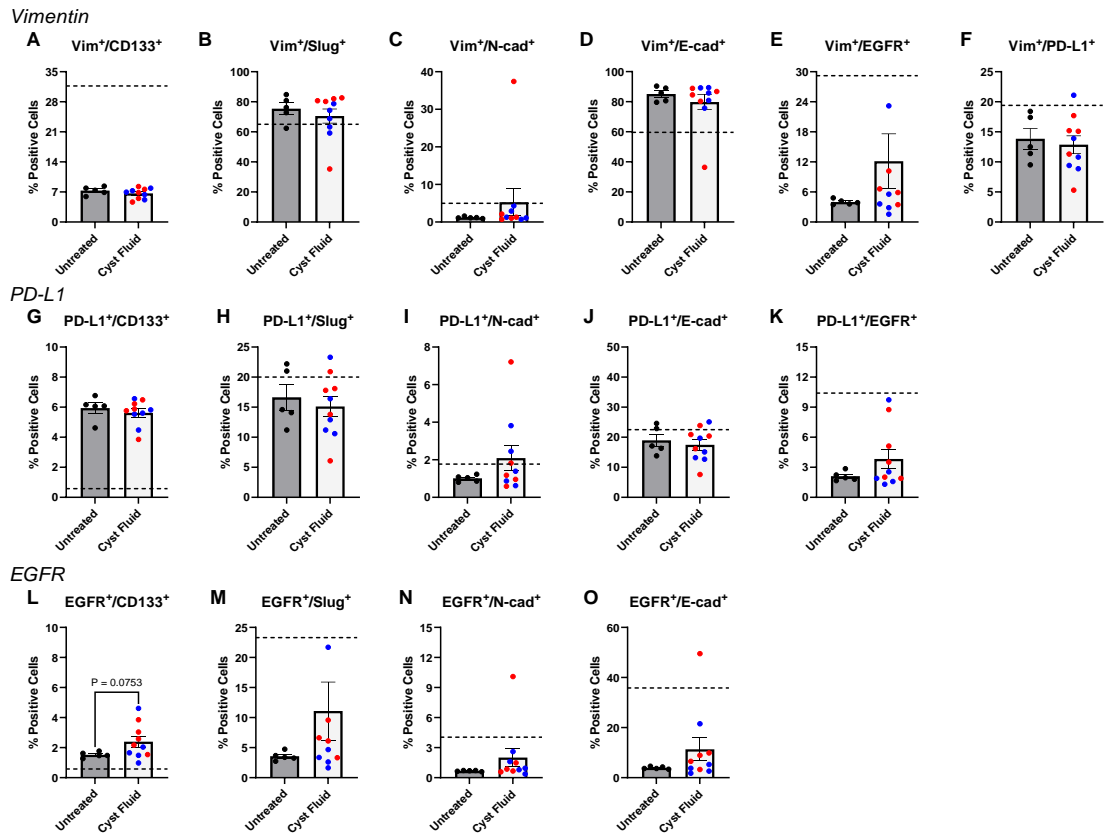 Vimentin
A Vim⁺/CD133⁺
% Positive Cells
35
28
21
14
7
0
Untreated
Cyst Fluid
B Vim⁺/Slug⁺
% Positive Cells
100
80
60
40
20
0
Untreated
Cyst Fluid
C Vim⁺/N-cad⁺
% Positive Cells
40
30
20
10
0
Untreated
Cyst Fluid
D Vim⁺/E-cad⁺
% Positive Cells
100
80
60
40
20
0
Untreated
Cyst Fluid
E Vim⁺/EGFR⁺
% Positive Cells
30
24
18
12
6
0
Untreated
Cyst Fluid
F Vim⁺/PD-L1⁺
% Positive Cells
25
20
15
10
5
0
Untreated
Cyst Fluid
PD-L1
G PD-L1⁺/CD133⁺
% Positive Cells
10
8
6
4
2
0
Untreated
Cyst Fluid
H PD-L1⁺/Slug⁺
% Positive Cells
25
20
15
10
5
0
Untreated
Cyst Fluid
I PD-L1⁺/N-cad⁺
% Positive Cells
8
6
4
2
0
Untreated
Cyst Fluid
J PD-L1⁺/E-cad⁺
% Positive Cells
40
30
20
10
0
Untreated
Cyst Fluid
K PD-L1⁺/EGFR⁺
% Positive Cells
15
12
9
6
3
0
Untreated
Cyst Fluid
EGFR
L EGFR⁺/CD133⁺
% Positive Cells
10
8
6
4
2
0
P = 0.0753
Untreated
Cyst Fluid
M EGFR⁺/Slug⁺
% Positive Cells
25
20
15
10
5
0
Untreated
Cyst Fluid
N EGFR⁺/N-cad⁺
% Positive Cells
15
12
9
6
3
0
Untreated
Cyst Fluid
O EGFR⁺/E-cad⁺
% Positive Cells
60
40
20
0
Untreated
Cyst Fluid